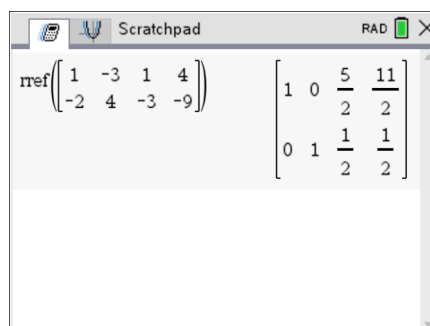 Scratchpad RAD
rref([1 -3 1 4
-2 4 -3 -9])
[1 0 5/2 11/2
0 1 1/2 1/2]